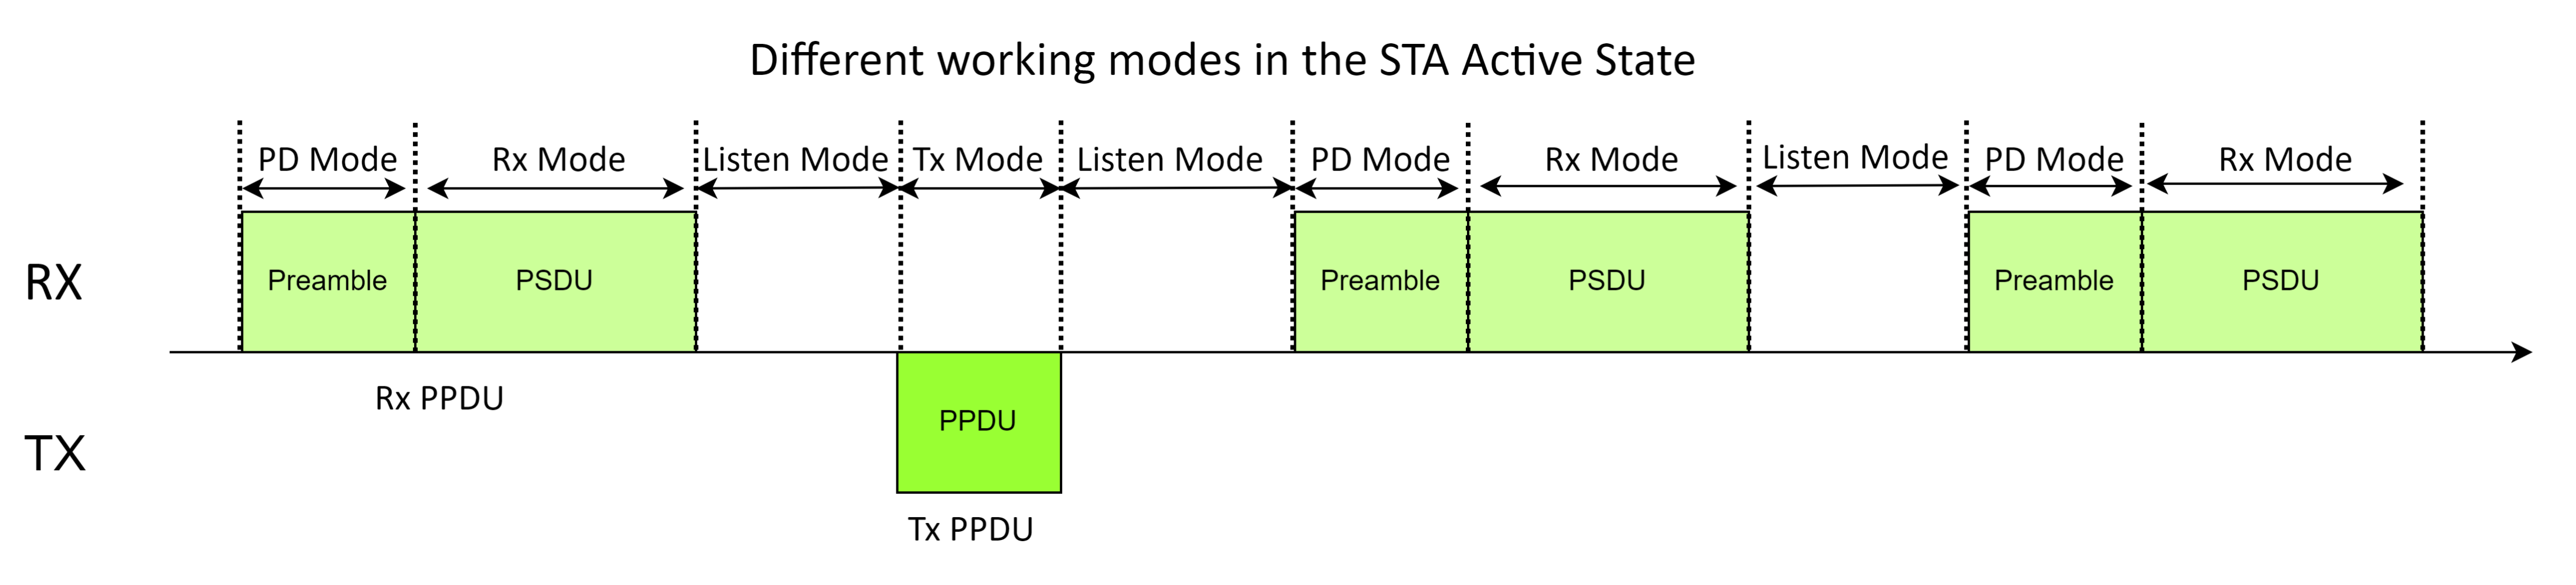 Different working modes in the STA Active State
PD Mode Rx Mode Listen Mode Tx Mode Listen Mode PD Mode Rx Mode Listen Mode PD Mode Rx Mode
RX Preamble PSDU Preamble PSDU Preamble PSDU
Rx PPDU
PPDU
TX
Tx PPDU